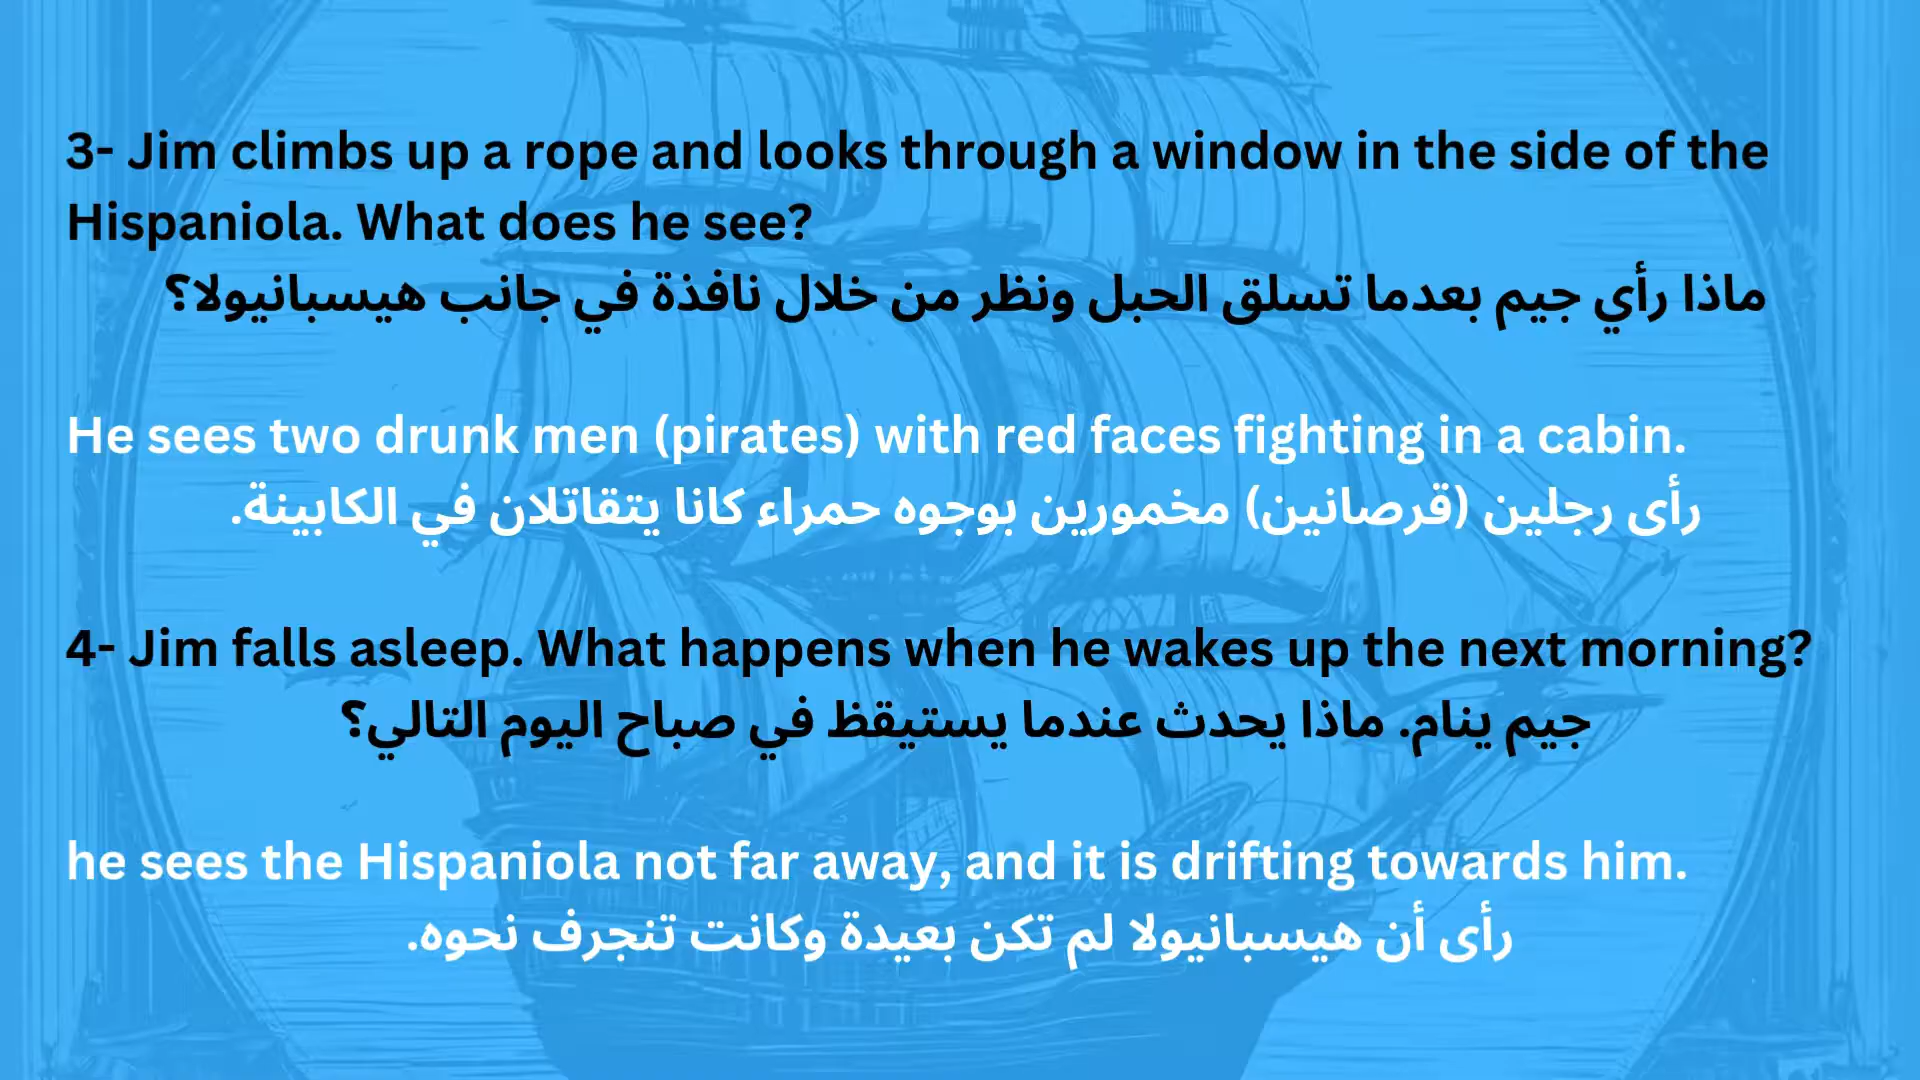 3- Jim climbs up a rope and looks through a window in the side of the
Hispaniola. What does he see?
ماذا رأي جيم بعدما تسلق الحبل ونظر من خلال نافذة في جانب هيسبانيولا؟
He sees two drunk men (pirates) with red faces fighting in a cabin.
رأى رجلين (قرصانين) مخمورين بوجوه حمراء كانا يتقاتلان في الكابينة.
4- Jim falls asleep. What happens when he wakes up the next morning?
جيم ينام. ماذا يحدث عندما يستيقظ في صباح اليوم التالي؟
he sees the Hispaniola not far away, and it is drifting towards him.
رأى أن هيسبانيولا لم تكن بعيدة وكانت تنجرف نحوه.